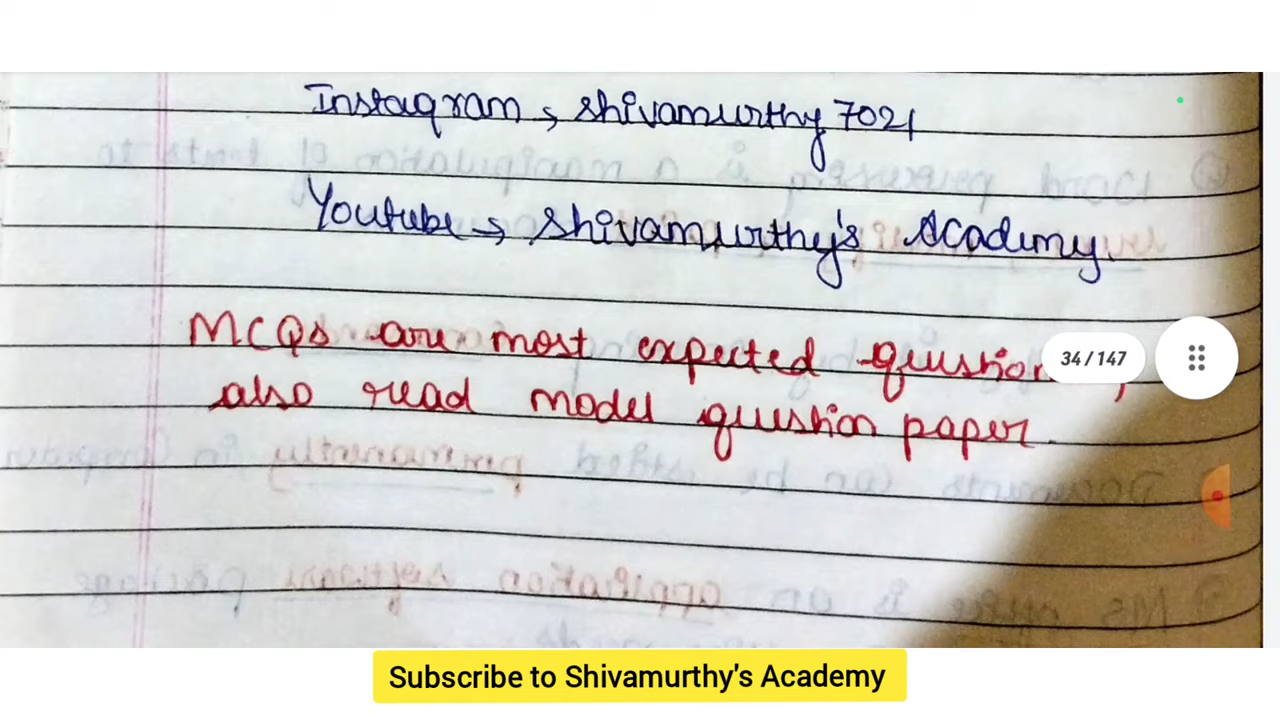 Instagram → shivamurthy7021
Youtube → Shivamurthy's Academy
MCQs are most expected question ,
also read model question paper.
34/147
Subscribe to Shivamurthy's Academy